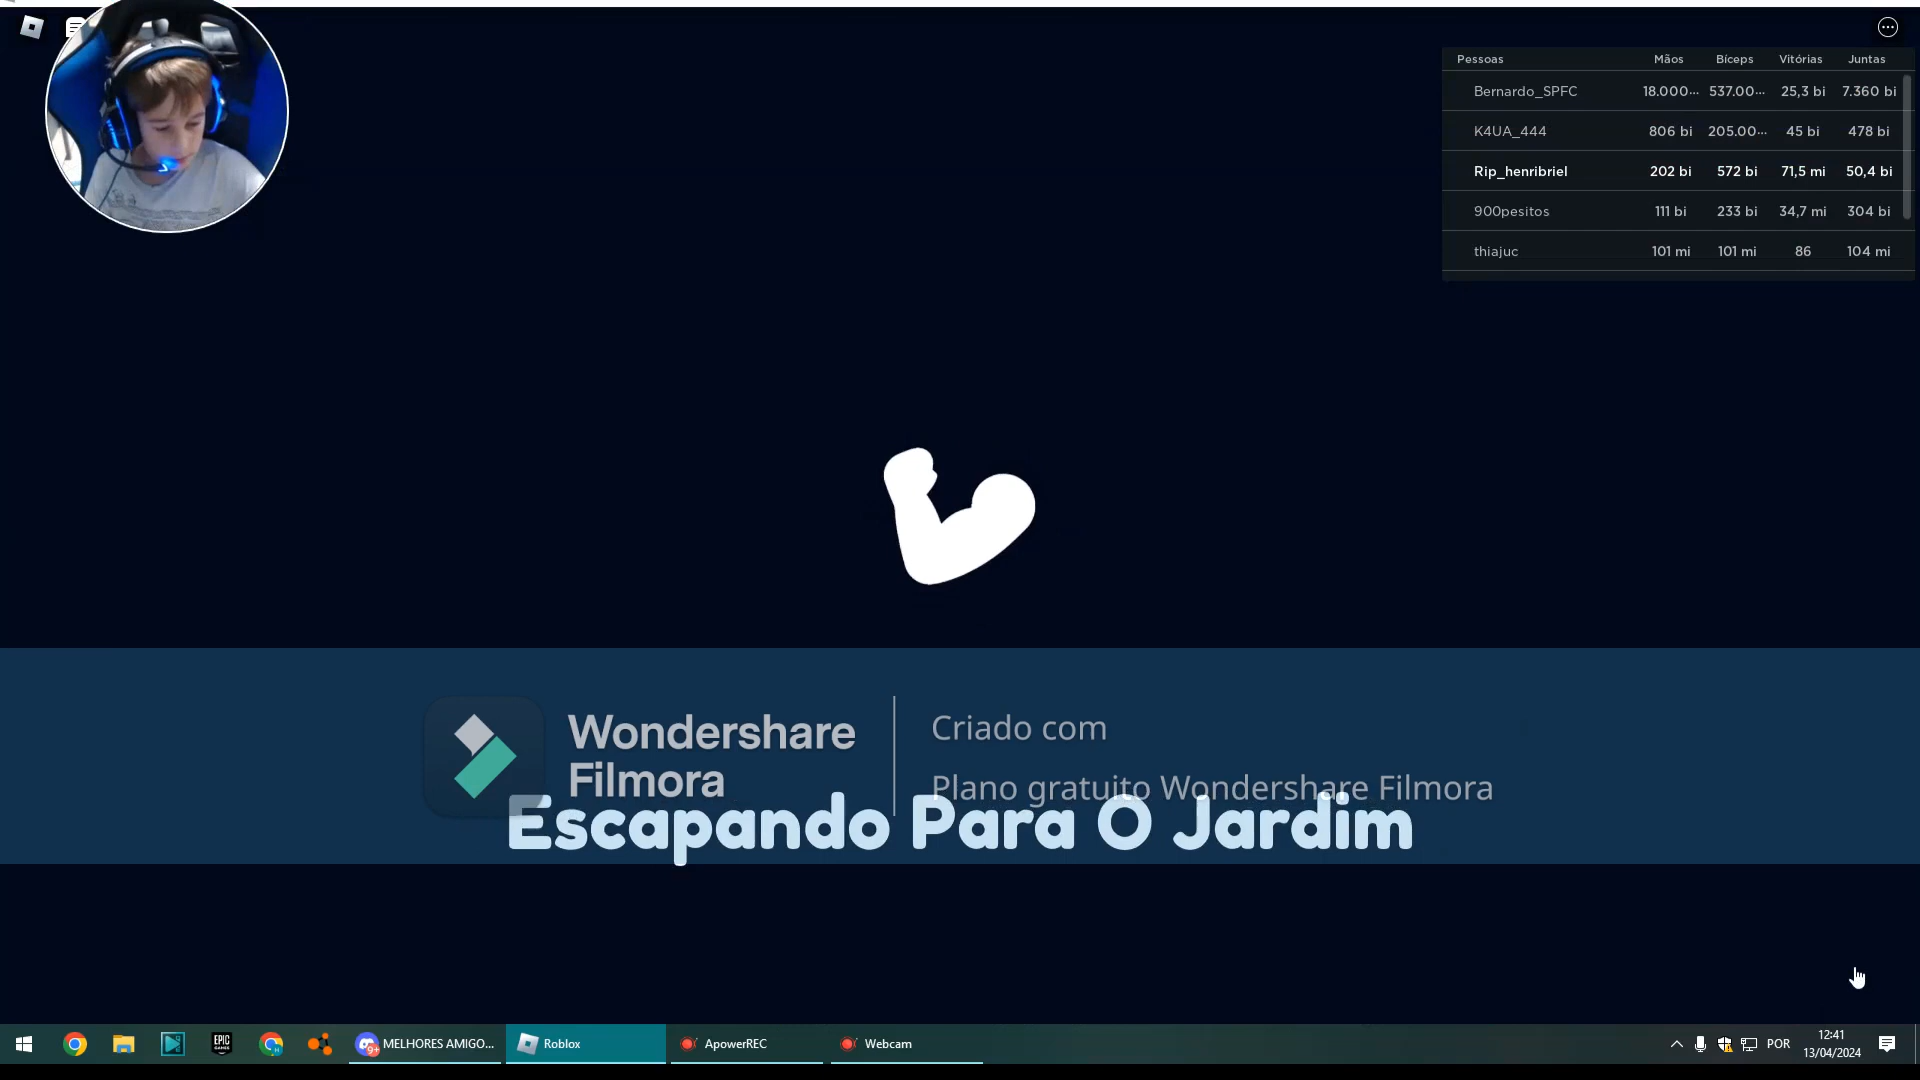 Pessoas Mãos Bíceps Vitórias Juntas
Bernardo_SPFC 18.000... 537.00... 25,3 bi 7.360 bi
K4UA_444 806 bi 205.00... 45 bi 478 bi
Rip_henribriel 202 bi 572 bi 71,5 mi 50,4 bi
900pesitos 111 bi 233 bi 34,7 mi 304 bi
thiajuc 101 mi 101 mi 86 104 mi
Wondershare
Filmora
Criado com
Plano gratuito Wondershare Filmora
Escapando Para O Jardim
EPIC
GAMES
9+
MELHORES AMIGO...
Roblox
ApowerREC
Webcam
POR
12:41
13/04/2024